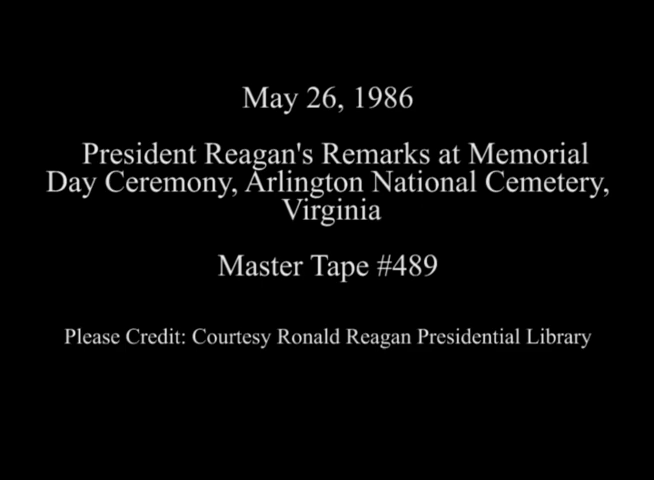 May 26, 1986
President Reagan's Remarks at Memorial
Day Ceremony, Arlington National Cemetery,
Virginia
Master Tape #489
Please Credit: Courtesy Ronald Reagan Presidential Library